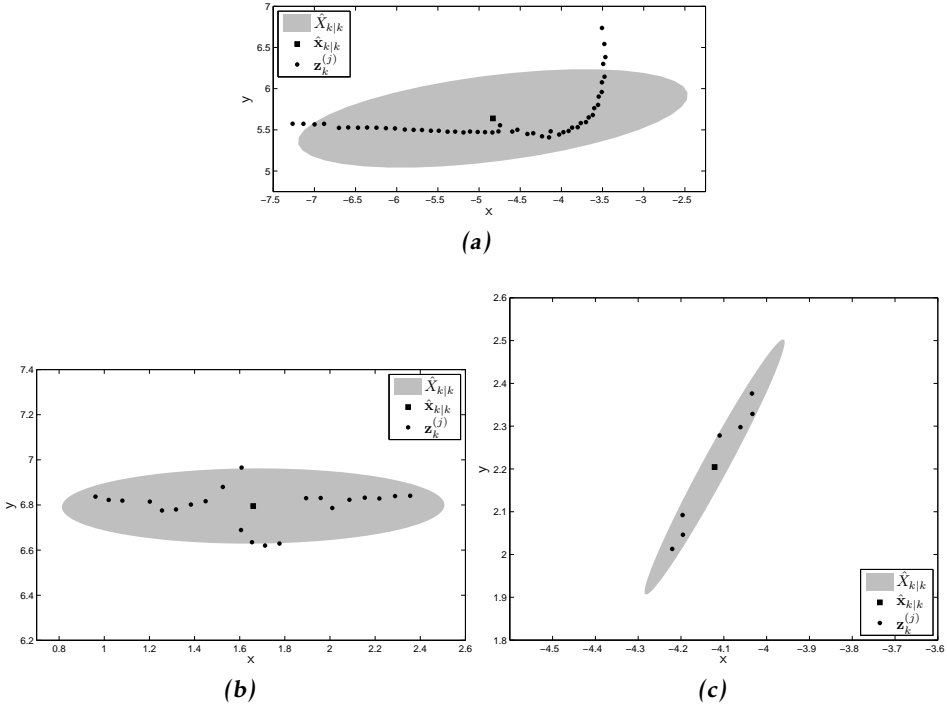 7
6.5
6
5.5
5
y
X̂_{k|k}
x̂_{k|k}
z_k^{(j)}
−7.5 −7 −6.5 −6 −5.5 −5 −4.5 −4 −3.5 −3 −2.5
x
(a)
7.4
7.2
7
6.8
6.6
6.4
6.2
y
X̂_{k|k}
x̂_{k|k}
z_k^{(j)}
0.8 1 1.2 1.4 1.6 1.8 2 2.2 2.4 2.6
x
(b)
2.6
2.5
2.4
2.3
2.2
2.1
2
1.9
1.8
y
X̂_{k|k}
x̂_{k|k}
z_k^{(j)}
−4.5 −4.4 −4.3 −4.2 −4.1 −4 −3.9 −3.8 −3.7 −3.6
x
(c)